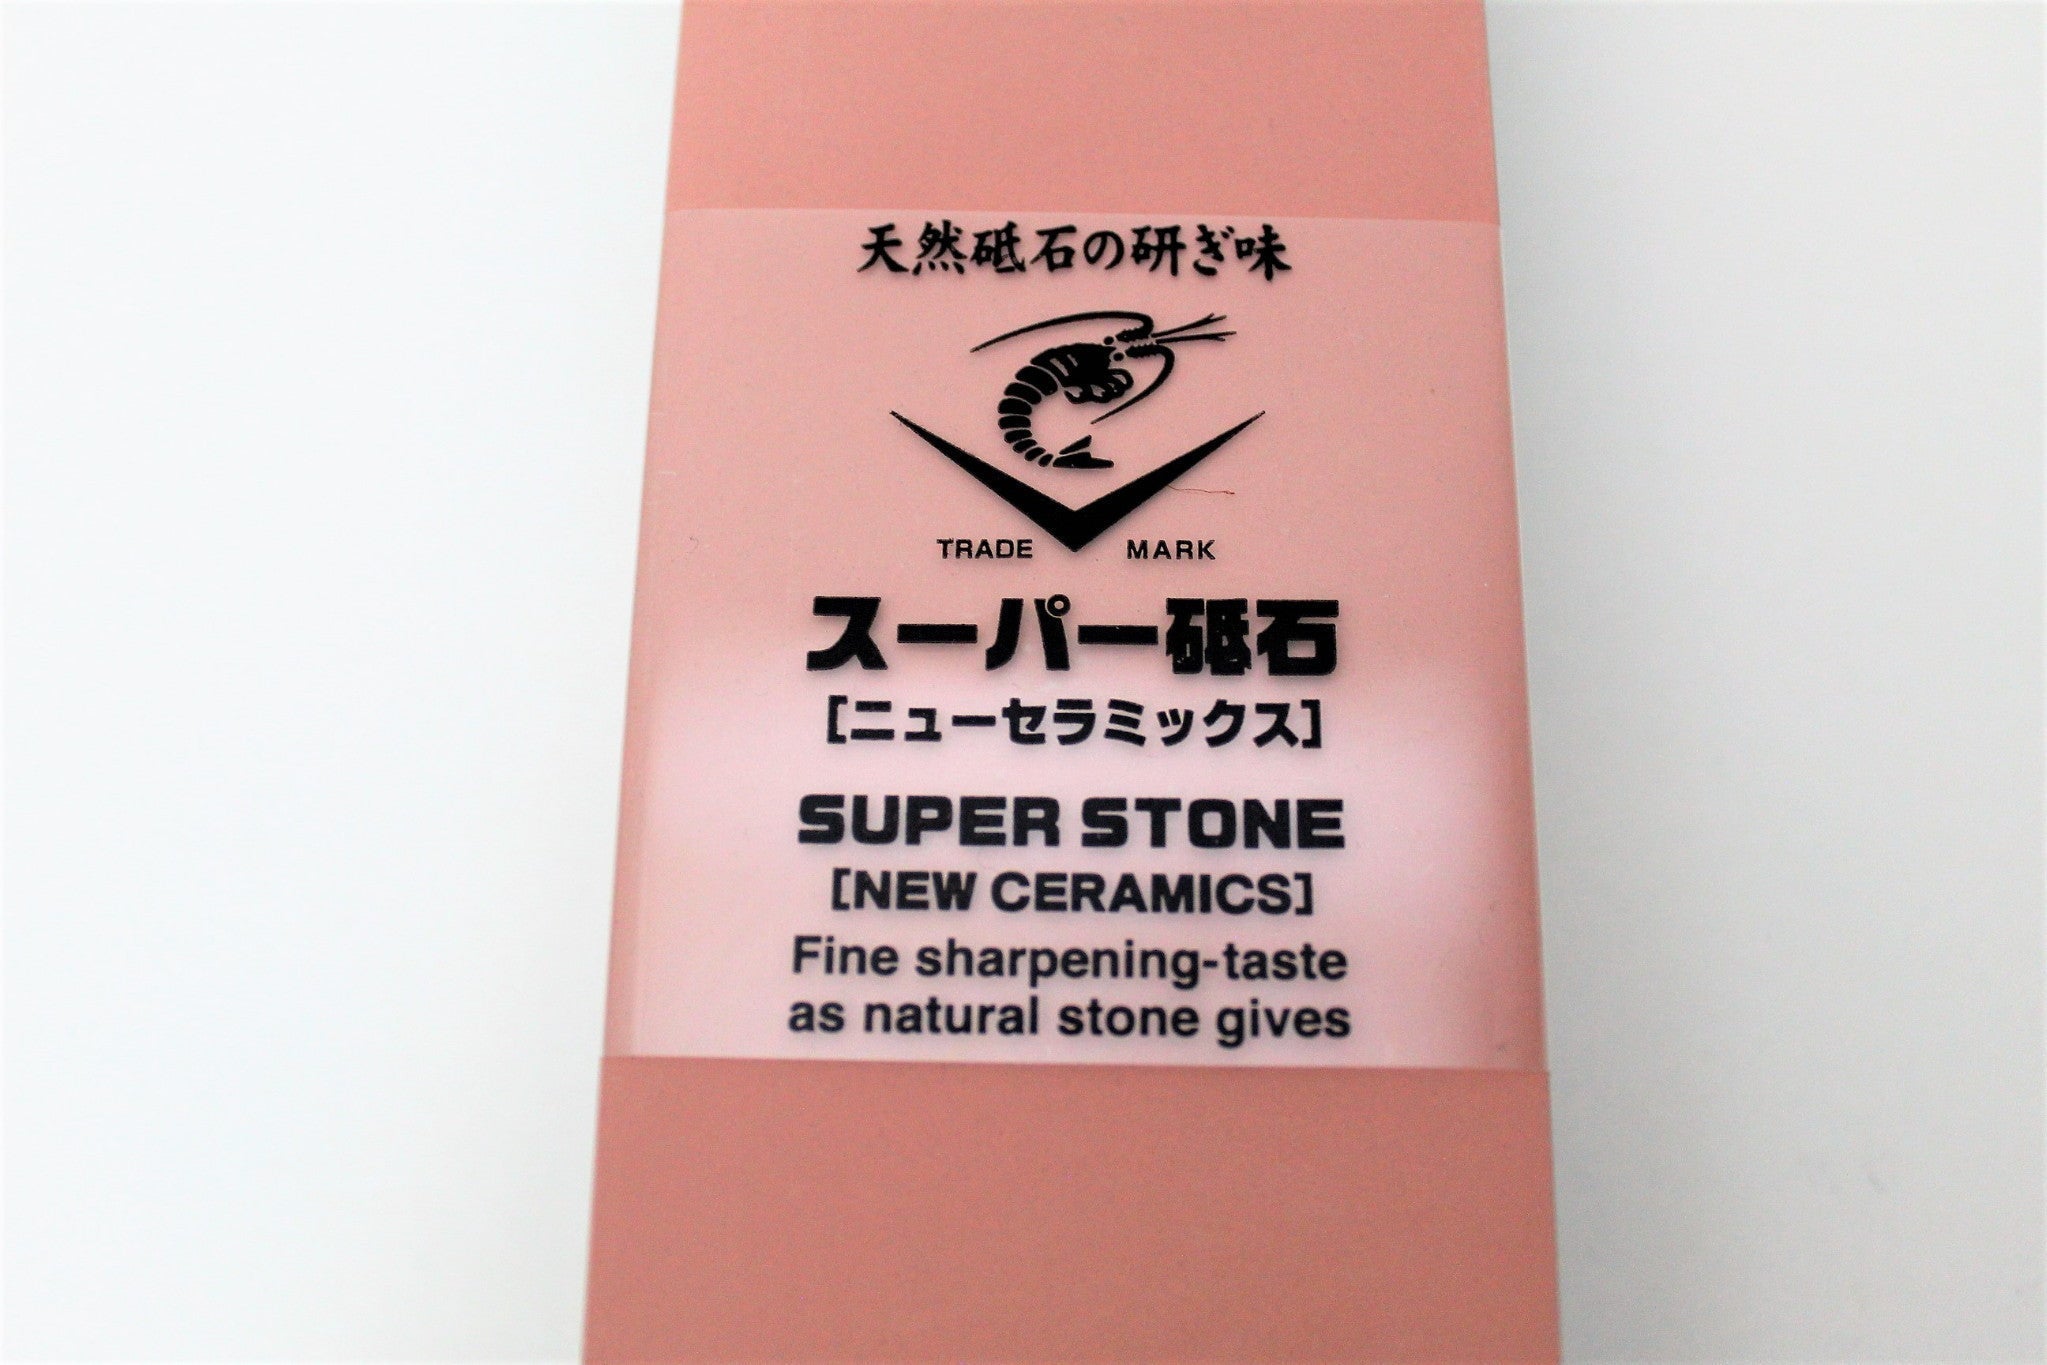 天然砥石の研ぎ味
TRADE MARK
スーパー砥石
[ニューセラミックス]
SUPER STONE
[NEW CERAMICS]
Fine sharpening-taste
as natural stone gives